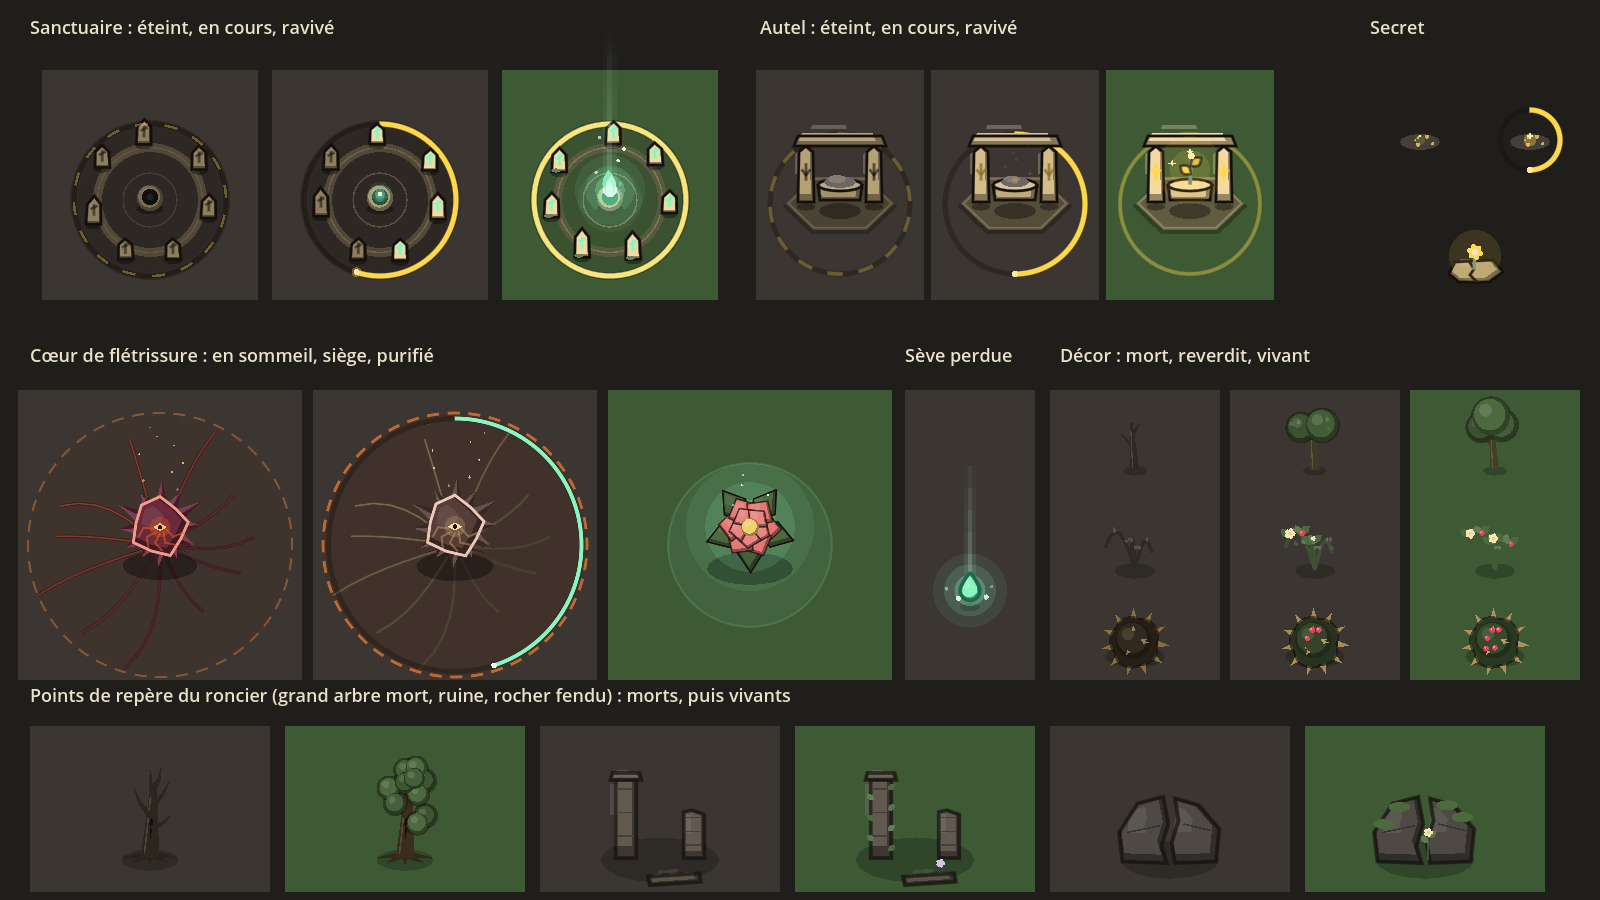 Sanctuaire : éteint, en cours, ravivé
Autel : éteint, en cours, ravivé
Secret
Cœur de flétrissure : en sommeil, siège, purifié
Sève perdue
Décor : mort, reverdit, vivant
Points de repère du roncier (grand arbre mort, ruine, rocher fendu) : morts, puis vivants